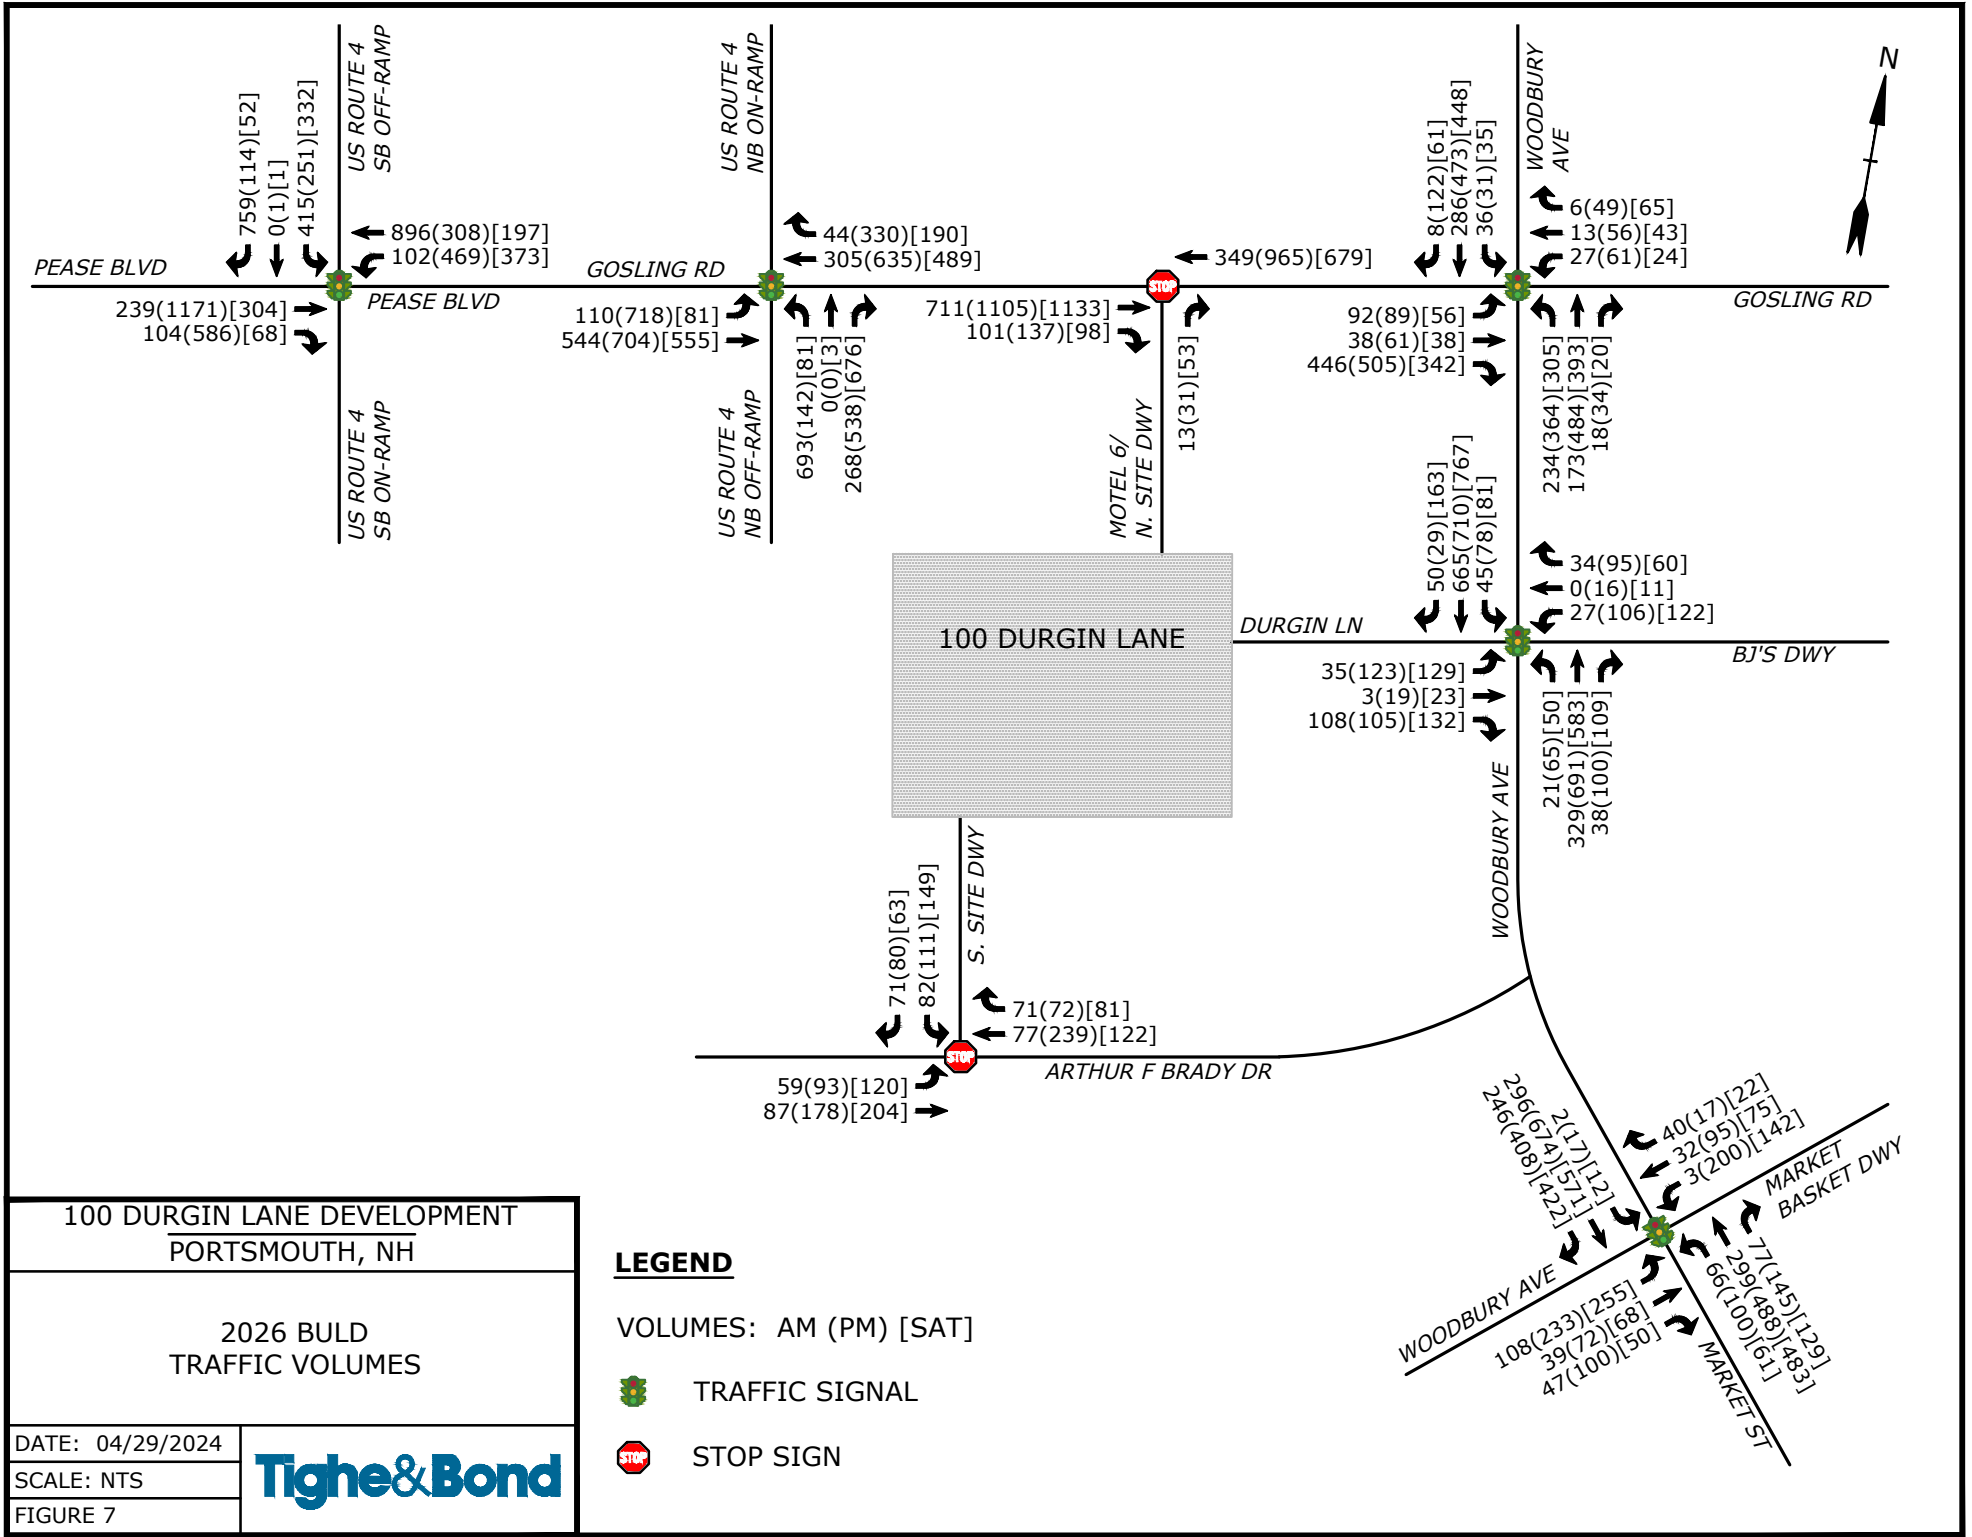 US ROUTE 4
SB OFF-RAMP
759(114)[52]
0(1)[1]
415(251)[332]
896(308)[197]
102(469)[373]
PEASE BLVD
PEASE BLVD
239(1171)[304]
104(586)[68]
US ROUTE 4
SB ON-RAMP
US ROUTE 4
NB ON-RAMP
44(330)[190]
305(635)[489]
GOSLING RD
110(718)[81]
544(704)[555]
693(142)[81]
0(0)[3]
268(538)[676]
US ROUTE 4
NB OFF-RAMP
349(965)[679]
STOP
711(1105)[1133]
101(137)[98]
13(31)[53]
MOTEL 6/
N. SITE DWY
WOODBURY
AVE
8(122)[61]
286(473)[448]
36(31)[35]
6(49)[65]
13(56)[43]
27(61)[24]
GOSLING RD
92(89)[56]
38(61)[38]
446(505)[342]
234(364)[305]
173(484)[393]
18(34)[20]
N
50(29)[163]
665(710)[767]
45(78)[81]
34(95)[60]
0(16)[11]
27(106)[122]
100 DURGIN LANE
DURGIN LN
BJ'S DWY
35(123)[129]
3(19)[23]
108(105)[132]
21(65)[50]
329(691)[583]
38(100)[109]
WOODBURY AVE
S. SITE DWY
71(80)[63]
82(111)[149]
71(72)[81]
77(239)[122]
STOP
59(93)[120]
87(178)[204]
ARTHUR F BRADY DR
246(408)[422]
296(674)[571]
2(17)[12]
40(17)[22]
32(95)[75]
3(200)[142]
MARKET
BASKET DWY
WOODBURY AVE
108(233)[255]
39(72)[68]
47(100)[50]
66(100)[61]
299(488)[483]
77(145)[129]
MARKET ST
100 DURGIN LANE DEVELOPMENT
PORTSMOUTH, NH
2026 BULD
TRAFFIC VOLUMES
DATE: 04/29/2024
SCALE: NTS
FIGURE 7
Tighe&Bond
LEGEND
VOLUMES: AM (PM) [SAT]
TRAFFIC SIGNAL
STOP STOP SIGN